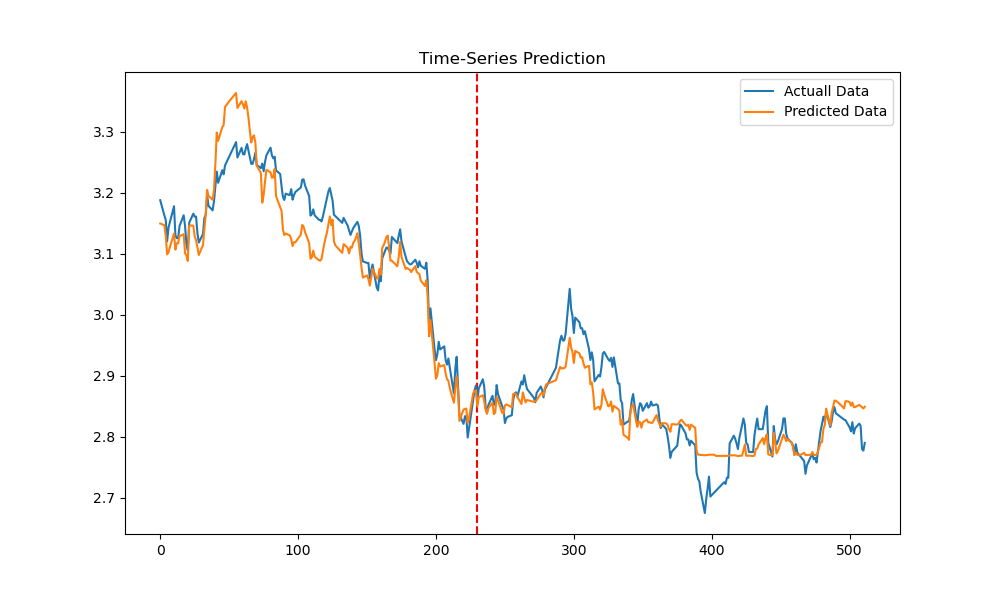 Time-Series Prediction
Actuall Data
Predicted Data
3.3
3.2
3.1
3.0
2.9
2.8
2.7
0 100 200 300 400 500